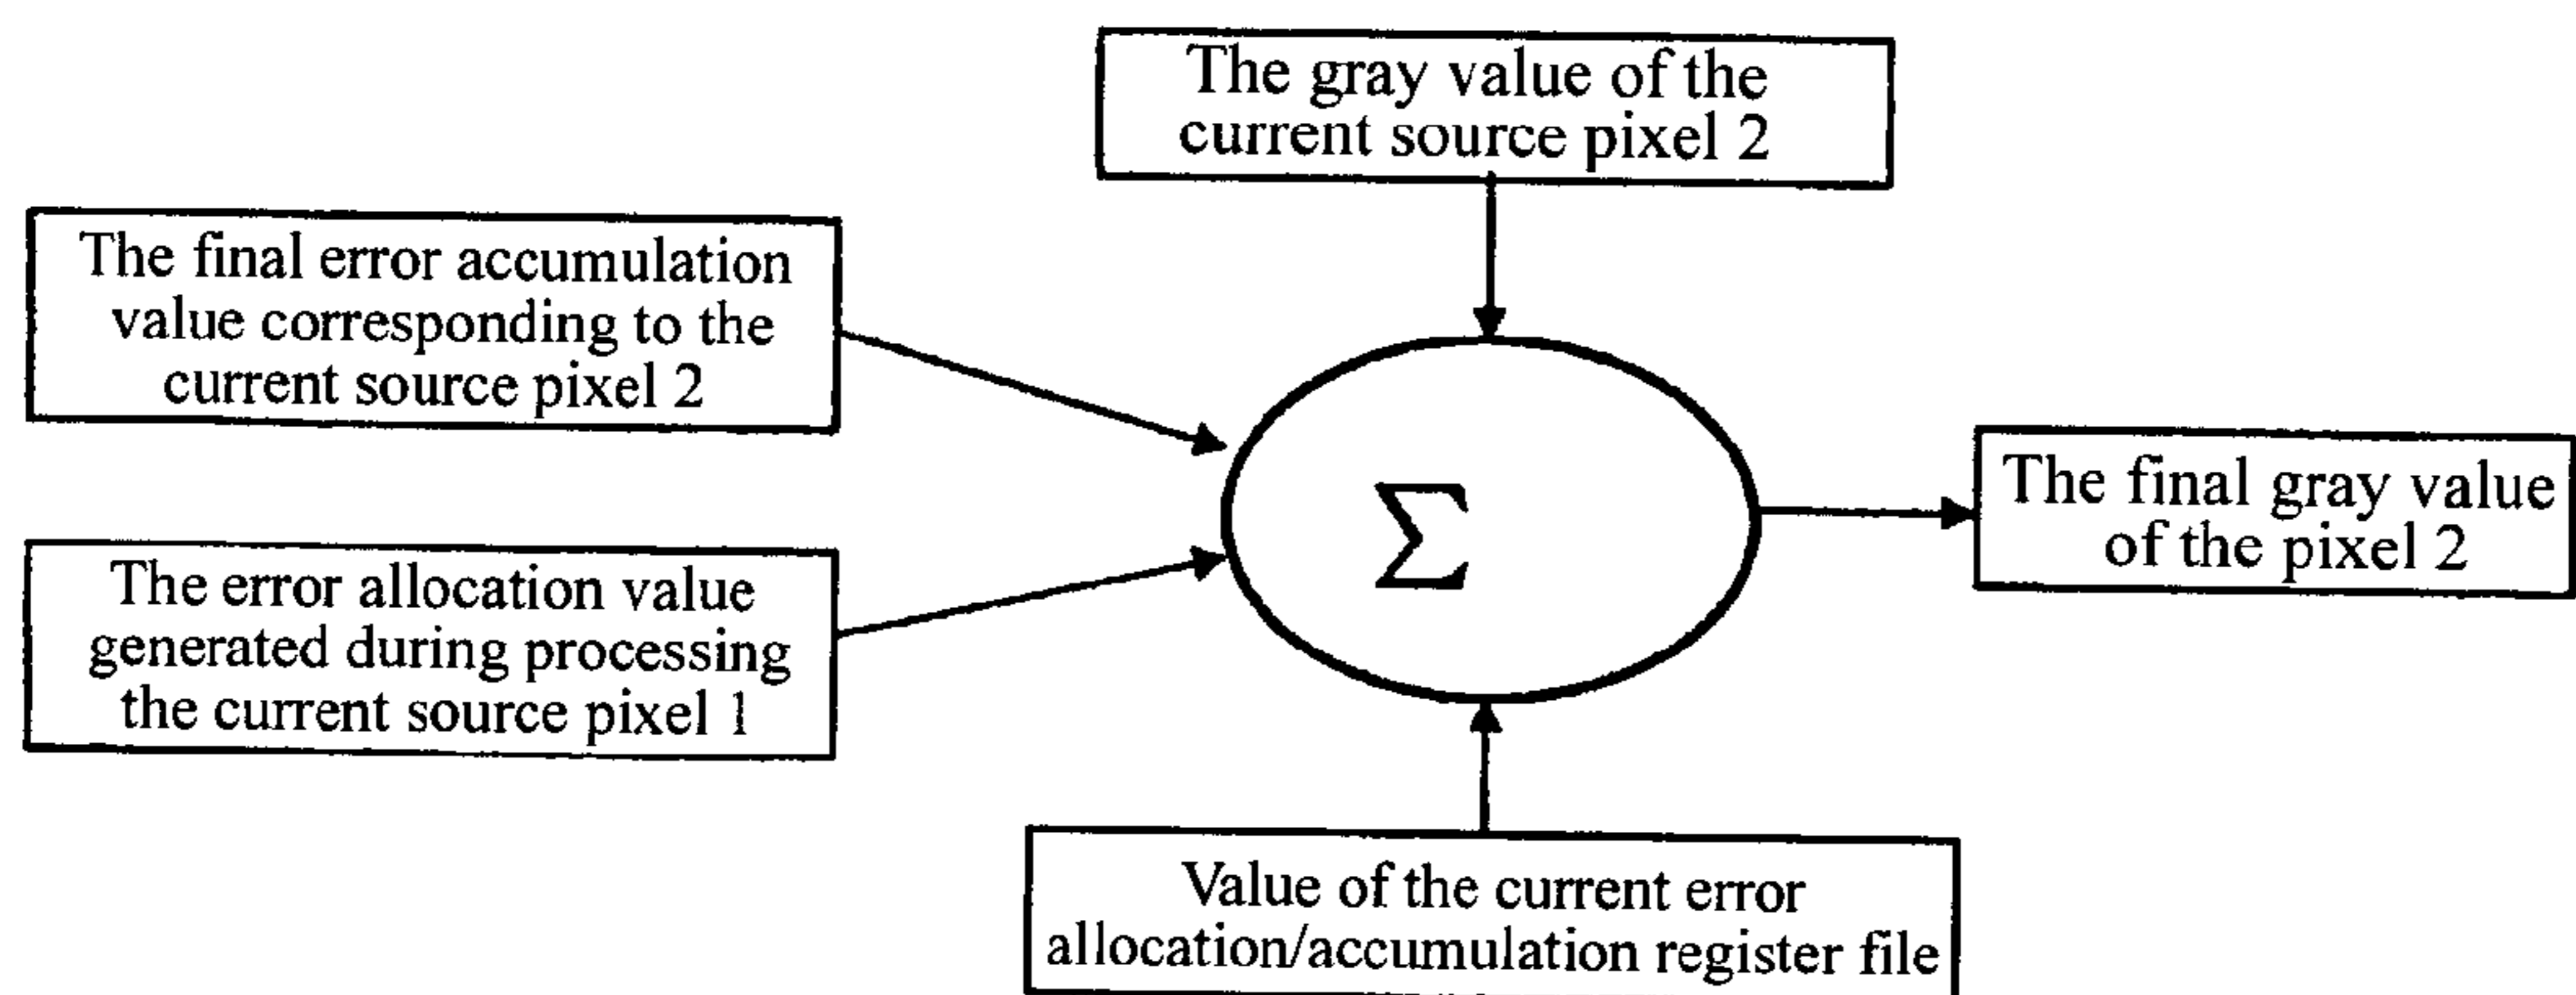 The gray value of the
current source pixel 2
The final error accumulation
value corresponding to the
current source pixel 2
The error allocation value
generated during processing
the current source pixel 1
Σ
The final gray value
of the pixel 2
Value of the current error
allocation/accumulation register file